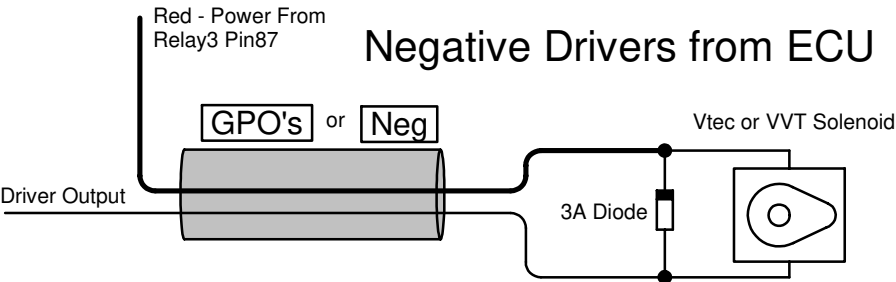 Red - Power From
Relay3 Pin87
Negative Drivers from ECU
GPO's or Neg
Vtec or VVT Solenoid
Driver Output
3A Diode